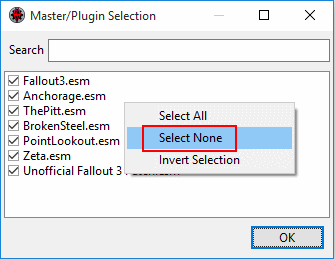 Master/Plugin Selection
Search
Fallout3.esm
Anchorage.esm
ThePitt.esm
BrokenSteel.esm
PointLookout.esm
Zeta.esm
Unofficial Fallout 3
Select All
Select None
Invert Selection
OK